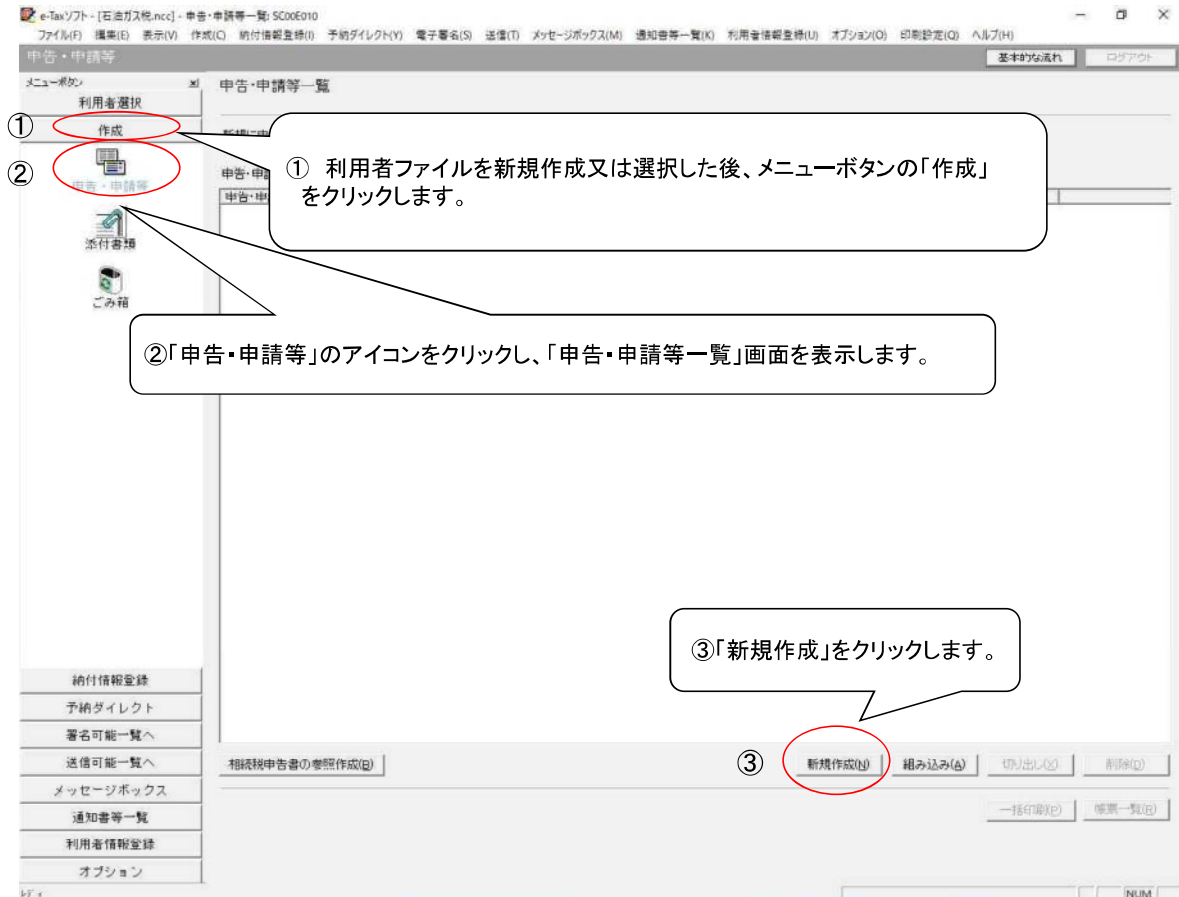 e-Taxソフト - [石油ガス税.ncc] - 申告・申請等一覧: SC00E010
ファイル(F) 編集(E) 表示(V) 作成(C) 納付情報登録(I) 予納ダイレクト(Y) 電子署名(S) 送信(T) メッセージボックス(M) 通知書等一覧(K) 利用者情報登録(U) オプション(O) 印刷設定(Q) ヘルプ(H)
申告・申請等 基本的な流れ ログアウト
メニューボタン 申告・申請等一覧
利用者選択
① 作成
① 利用者ファイルを新規作成又は選択した後、メニューボタンの「作成」
をクリックします。
②
申告・申請等
添付書類
ごみ箱
②「申告・申請等」のアイコンをクリックし、「申告・申請等一覧」画面を表示します。
③「新規作成」をクリックします。
納付情報登録
予納ダイレクト
署名可能一覧へ
送信可能一覧へ 相続税申告書の参照作成(B) ③ 新規作成(N) 組み込み(A) 切り出し(X) 削除(D)
メッセージボックス
通知書等一覧 一括印刷(P) 帳票一覧(R)
利用者情報登録
オプション
レディ NUM